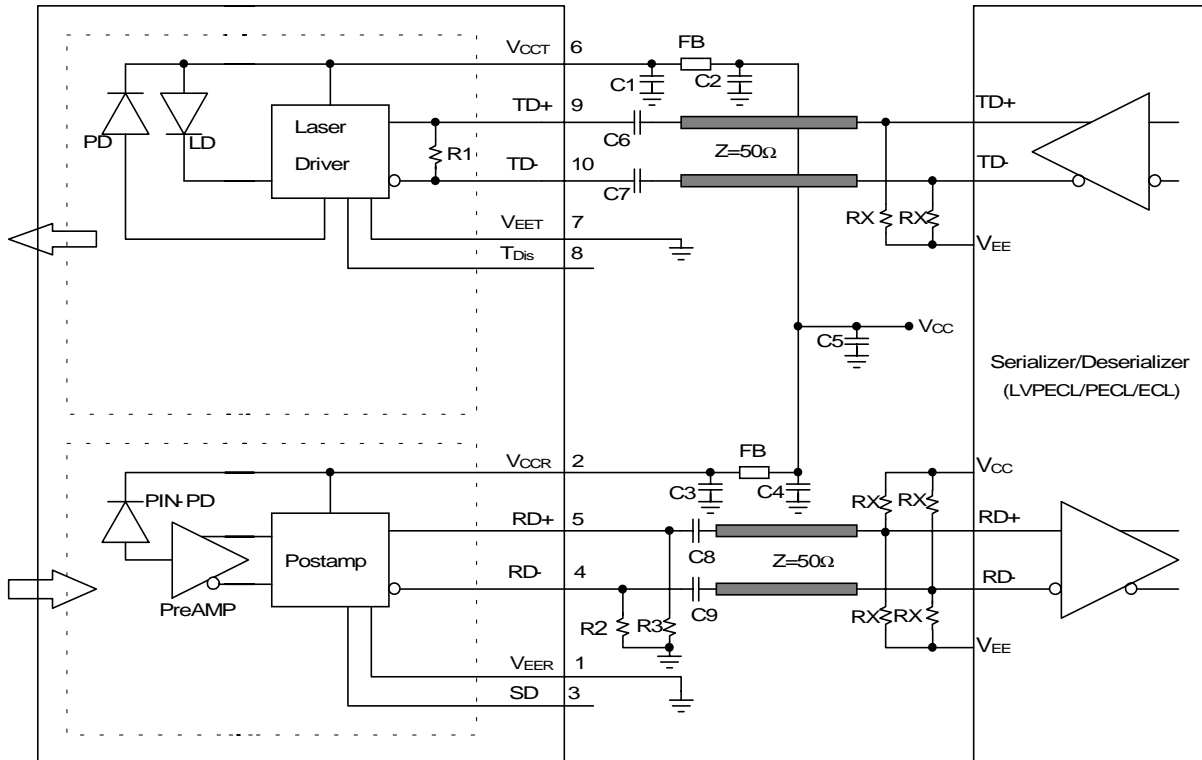 VCCT 6
FB
C1
C2
TD+ 9
TD+
PD
LD
Laser
Driver
R1
C6
Z=50Ω
TD- 10
TD-
C7
RX
RX
VEET 7
VEE
TDis 8
VCC
C5
Serializer/Deserializer
(LVPECL/PECL/ECL)
VCCR 2
FB
VCC
PIN-PD
C3
C4
RX
RX
RD+ 5
RD+
Postamp
C8
Z=50Ω
RD- 4
RD-
PreAMP
C9
R2
R3
RX
RX
VEER 1
VEE
SD 3